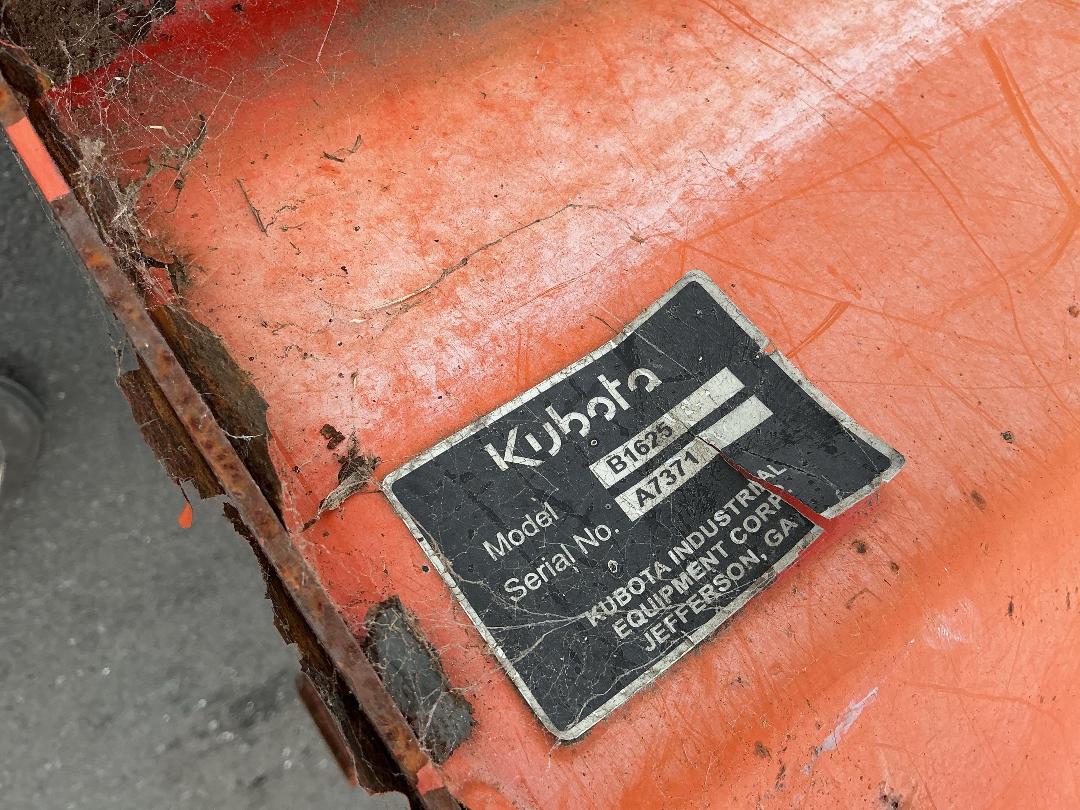 Kubota
Model B1625
Serial No. A7371
KUBOTA INDUSTRIAL
EQUIPMENT CORP.
JEFFERSON, GA